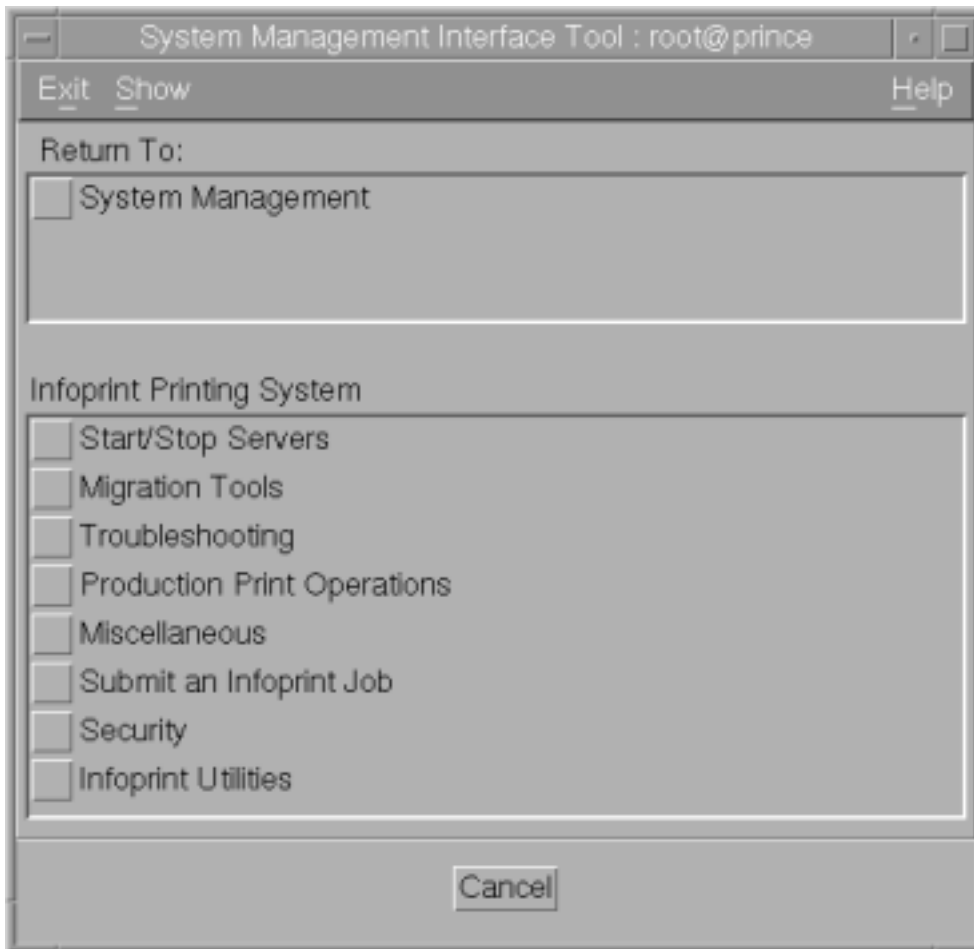 System Management Interface Tool : root@prince
Exit Show Help
Return To:
System Management
Infoprint Printing System
Start/Stop Servers
Migration Tools
Troubleshooting
Production Print Operations
Miscellaneous
Submit an Infoprint Job
Security
Infoprint Utilities
Cancel